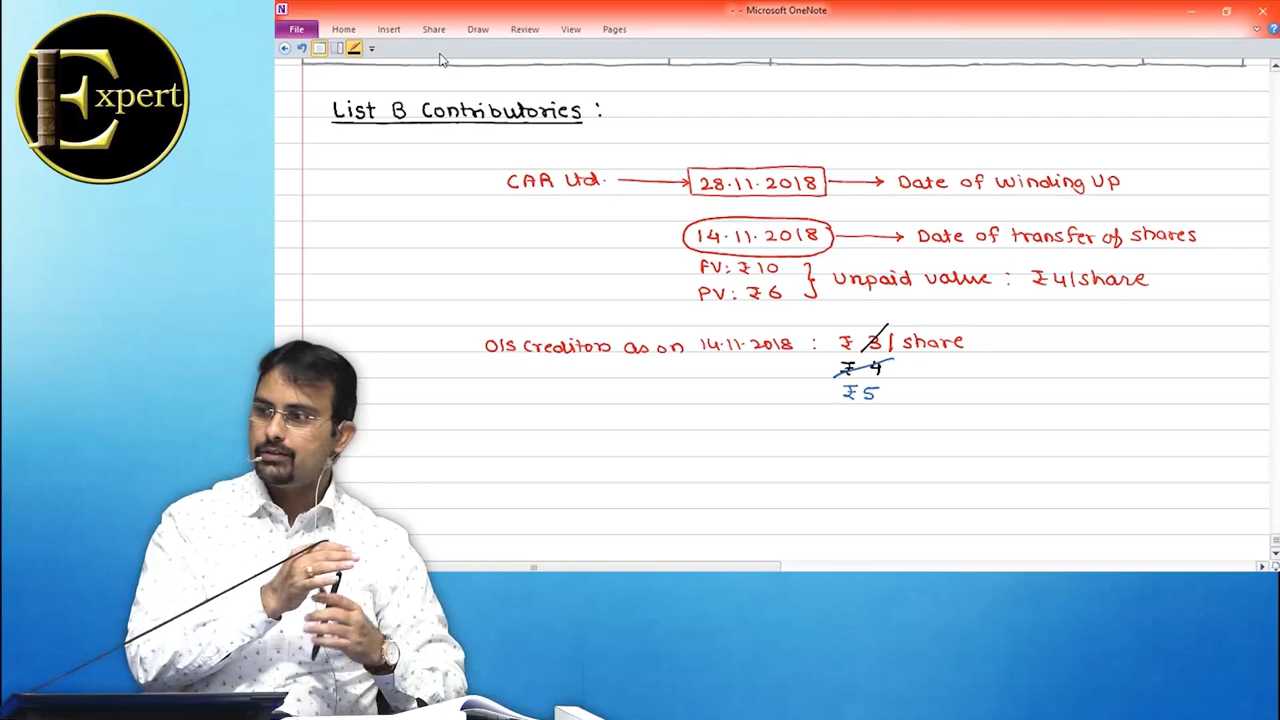 Expert
- - Microsoft OneNote
File Home Insert Share Draw Review View Pages
List B Contributories :
CAR Ltd. → 28.11.2018 → Date of Winding Up
14.11.2018 → Date of transfer of shares
FV: ₹10
PV: ₹6 } Unpaid value : ₹4/share
O/S Creditors as on 14.11.2018 : ₹ 3/share
₹ 4
₹5